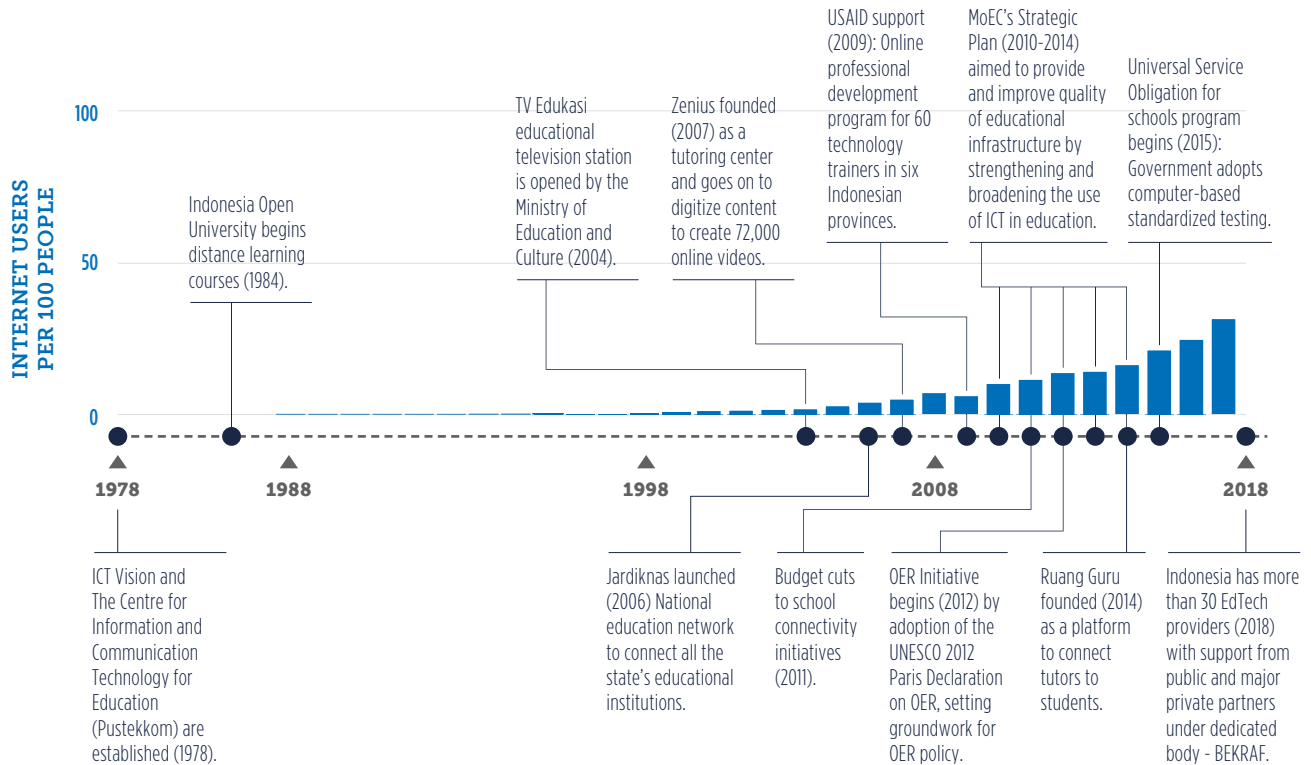 USAID support
(2009): Online
professional
development
program for 60
technology
trainers in six
Indonesian
provinces.
MoEC's Strategic
Plan (2010-2014)
aimed to provide
and improve quality
of educational
infrastructure by
strengthening and
broadening the use
of ICT in education.
Universal Service
Obligation for
schools program
begins (2015):
Government adopts
computer-based
standardized testing.
TV Edukasi
educational
television station
is opened by the
Ministry of
Education and
Culture (2004).
Zenius founded
(2007) as a
tutoring center
and goes on to
digitize content
to create 72,000
online videos.
Indonesia Open
University begins
distance learning
courses (1984).
INTERNET USERS
PER 100 PEOPLE
100
50
0
1978
1988
1998
2008
2018
ICT Vision and
The Centre for
Information and
Communication
Technology for
Education
(Pustekkom) are
established (1978).
Jardiknas launched
(2006) National
education network
to connect all the
state's educational
institutions.
Budget cuts
to school
connectivity
initiatives
(2011).
OER Initiative
begins (2012) by
adoption of the
UNESCO 2012
Paris Declaration
on OER, setting
groundwork for
OER policy.
Ruang Guru
founded (2014)
as a platform
to connect
tutors to
students.
Indonesia has more
than 30 EdTech
providers (2018)
with support from
public and major
private partners
under dedicated
body - BEKRAF.